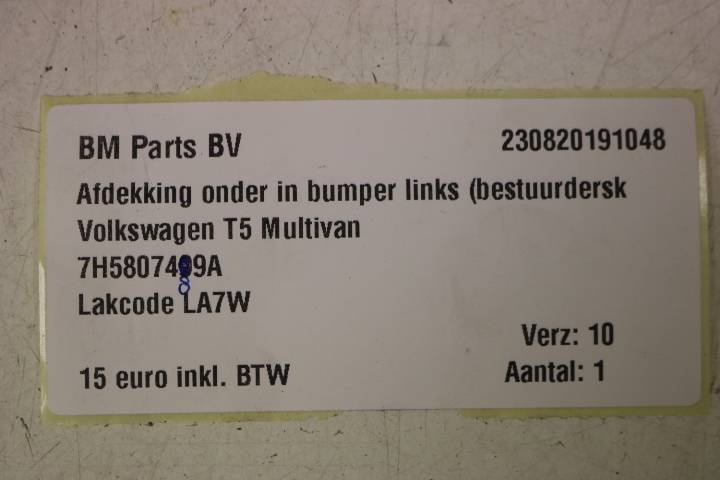 BM Parts BV 230820191048
Afdekking onder in bumper links (bestuurdersk
Volkswagen T5 Multivan
7H5807489A
Lakcode LA7W
Verz: 10
15 euro inkl. BTW Aantal: 1